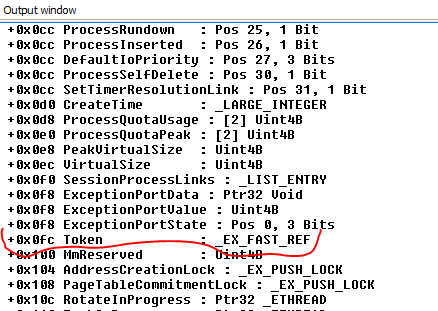 Output window
+0x0cc ProcessRundown   : Pos 25, 1 Bit
+0x0cc ProcessInserted  : Pos 26, 1 Bit
+0x0cc DefaultIoPriority : Pos 27, 3 Bits
+0x0cc ProcessSelfDelete : Pos 30, 1 Bit
+0x0cc SetTimerResolutionLink : Pos 31, 1 Bit
+0x0d0 CreateTime       : _LARGE_INTEGER
+0x0d8 ProcessQuotaUsage : [2] Uint4B
+0x0e0 ProcessQuotaPeak : [2] Uint4B
+0x0e8 PeakVirtualSize  : Uint4B
+0x0ec VirtualSize      : Uint4B
+0x0f0 SessionProcessLinks : _LIST_ENTRY
+0x0f8 ExceptionPortData : Ptr32 Void
+0x0f8 ExceptionPortValue : Uint4B
+0x0f8 ExceptionPortState : Pos 0, 3 Bits
+0x0fc Token            : _EX_FAST_REF
+0x100 MmReserved       : Uint4B
+0x104 AddressCreationLock : _EX_PUSH_LOCK
+0x108 PageTableCommitmentLock : _EX_PUSH_LOCK
+0x10c RotateInProgress : Ptr32 _ETHREAD